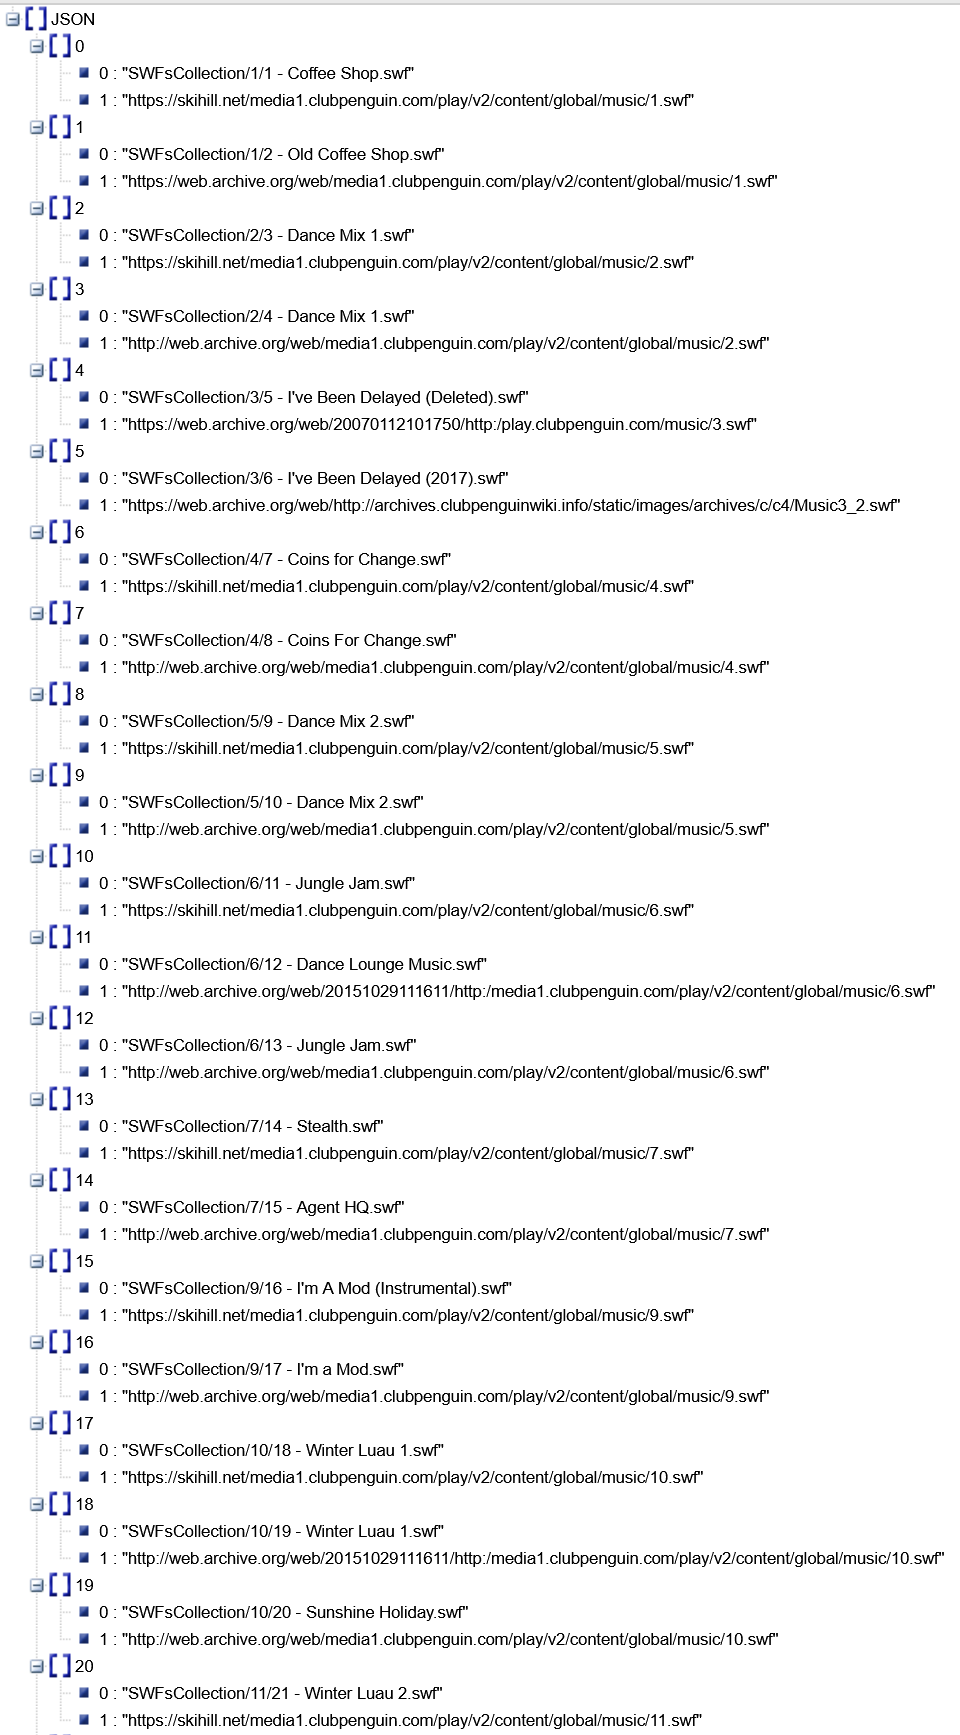 JSON
0
0 : "SWFsCollection/1/1 - Coffee Shop.swf"
1 : "https://skihill.net/media1.clubpenguin.com/play/v2/content/global/music/1.swf"
1
0 : "SWFsCollection/1/2 - Old Coffee Shop.swf"
1 : "https://web.archive.org/web/media1.clubpenguin.com/play/v2/content/global/music/1.swf"
2
0 : "SWFsCollection/2/3 - Dance Mix 1.swf"
1 : "https://skihill.net/media1.clubpenguin.com/play/v2/content/global/music/2.swf"
3
0 : "SWFsCollection/2/4 - Dance Mix 1.swf"
1 : "http://web.archive.org/web/media1.clubpenguin.com/play/v2/content/global/music/2.swf"
4
0 : "SWFsCollection/3/5 - I've Been Delayed (Deleted).swf"
1 : "https://web.archive.org/web/20070112101750/http:/play.clubpenguin.com/music/3.swf"
5
0 : "SWFsCollection/3/6 - I've Been Delayed (2017).swf"
1 : "https://web.archive.org/web/http://archives.clubpenguinwiki.info/static/images/archives/c/c4/Music3_2.swf"
6
0 : "SWFsCollection/4/7 - Coins for Change.swf"
1 : "https://skihill.net/media1.clubpenguin.com/play/v2/content/global/music/4.swf"
7
0 : "SWFsCollection/4/8 - Coins For Change.swf"
1 : "http://web.archive.org/web/media1.clubpenguin.com/play/v2/content/global/music/4.swf"
8
0 : "SWFsCollection/5/9 - Dance Mix 2.swf"
1 : "https://skihill.net/media1.clubpenguin.com/play/v2/content/global/music/5.swf"
9
0 : "SWFsCollection/5/10 - Dance Mix 2.swf"
1 : "http://web.archive.org/web/media1.clubpenguin.com/play/v2/content/global/music/5.swf"
10
0 : "SWFsCollection/6/11 - Jungle Jam.swf"
1 : "https://skihill.net/media1.clubpenguin.com/play/v2/content/global/music/6.swf"
11
0 : "SWFsCollection/6/12 - Dance Lounge Music.swf"
1 : "http://web.archive.org/web/20151029111611/http:/media1.clubpenguin.com/play/v2/content/global/music/6.swf"
12
0 : "SWFsCollection/6/13 - Jungle Jam.swf"
1 : "http://web.archive.org/web/media1.clubpenguin.com/play/v2/content/global/music/6.swf"
13
0 : "SWFsCollection/7/14 - Stealth.swf"
1 : "https://skihill.net/media1.clubpenguin.com/play/v2/content/global/music/7.swf"
14
0 : "SWFsCollection/7/15 - Agent HQ.swf"
1 : "http://web.archive.org/web/media1.clubpenguin.com/play/v2/content/global/music/7.swf"
15
0 : "SWFsCollection/9/16 - I'm A Mod (Instrumental).swf"
1 : "https://skihill.net/media1.clubpenguin.com/play/v2/content/global/music/9.swf"
16
0 : "SWFsCollection/9/17 - I'm a Mod.swf"
1 : "http://web.archive.org/web/media1.clubpenguin.com/play/v2/content/global/music/9.swf"
17
0 : "SWFsCollection/10/18 - Winter Luau 1.swf"
1 : "https://skihill.net/media1.clubpenguin.com/play/v2/content/global/music/10.swf"
18
0 : "SWFsCollection/10/19 - Winter Luau 1.swf"
1 : "http://web.archive.org/web/20151029111611/http:/media1.clubpenguin.com/play/v2/content/global/music/10.swf"
19
0 : "SWFsCollection/10/20 - Sunshine Holiday.swf"
1 : "http://web.archive.org/web/media1.clubpenguin.com/play/v2/content/global/music/10.swf"
20
0 : "SWFsCollection/11/21 - Winter Luau 2.swf"
1 : "https://skihill.net/media1.clubpenguin.com/play/v2/content/global/music/11.swf"